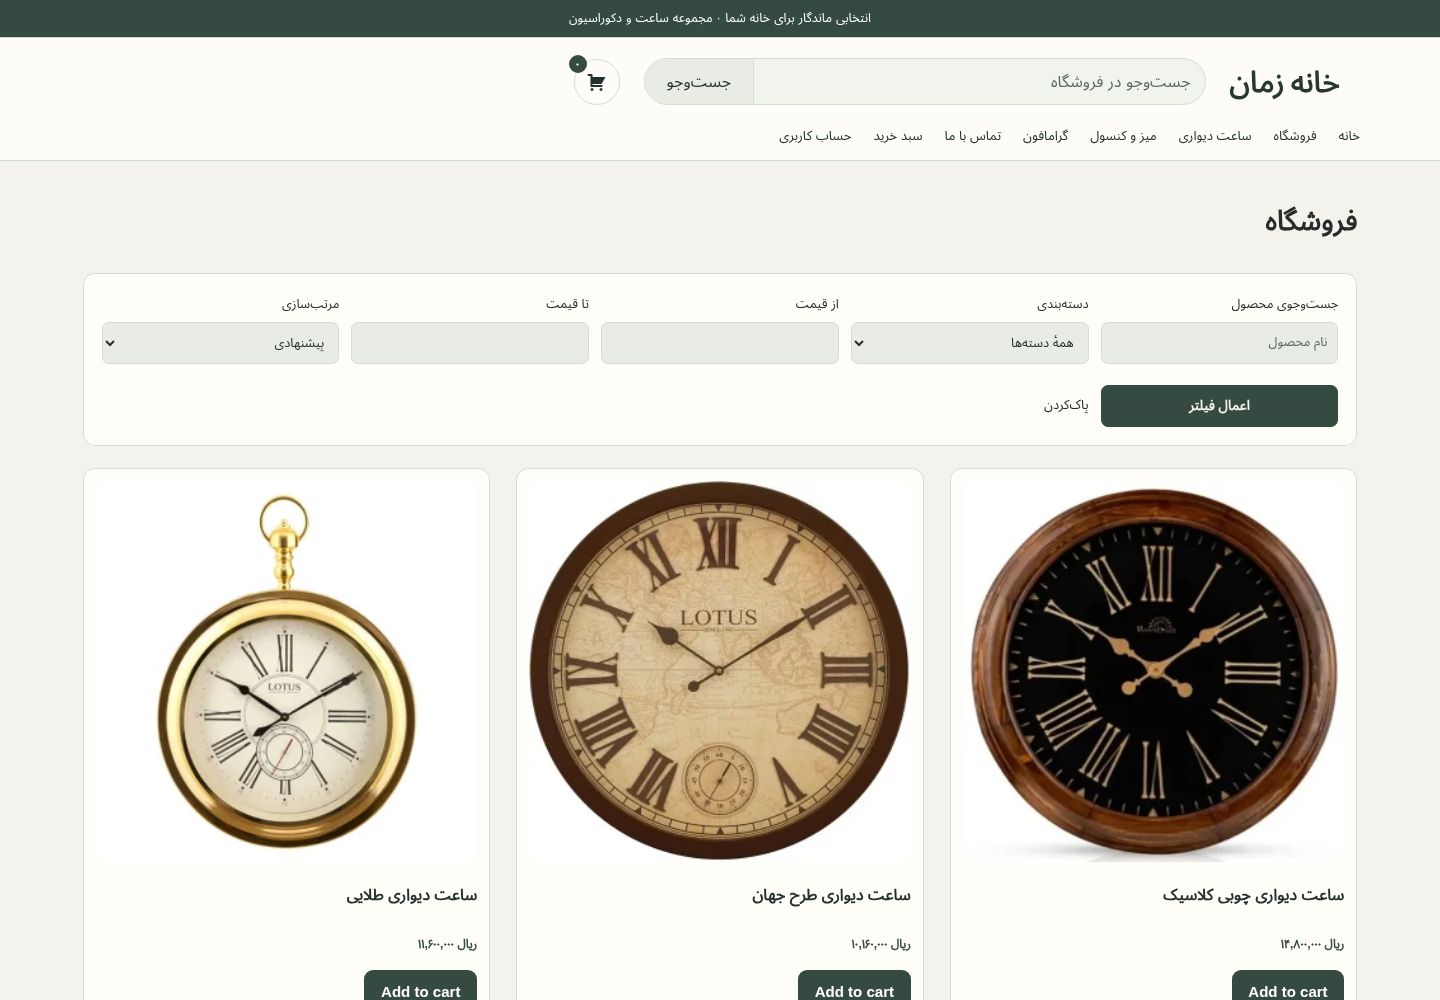 انتخابی ماندگار برای خانه شما · مجموعه ساعت و دکوراسیون
خانه زمان
جست‌وجو در فروشگاه
جست‌وجو
۰
خانه
فروشگاه
ساعت دیواری
میز و کنسول
گرامافون
تماس با ما
سبد خرید
حساب کاربری
فروشگاه
جست‌وجوی محصول
دسته‌بندی
از قیمت
تا قیمت
مرتب‌سازی
نام محصول
همهٔ دسته‌ها
پیشنهادی
اعمال فیلتر
پاک‌کردن
LOTUS
LOTUS
ساعت دیواری چوبی کلاسیک
ساعت دیواری طرح جهان
ساعت دیواری طلایی
ریال ۱۴,۸۰۰,۰۰۰
ریال ۱۰,۱۶۰,۰۰۰
ریال ۱۱,۶۰۰,۰۰۰
Add to cart
Add to cart
Add to cart